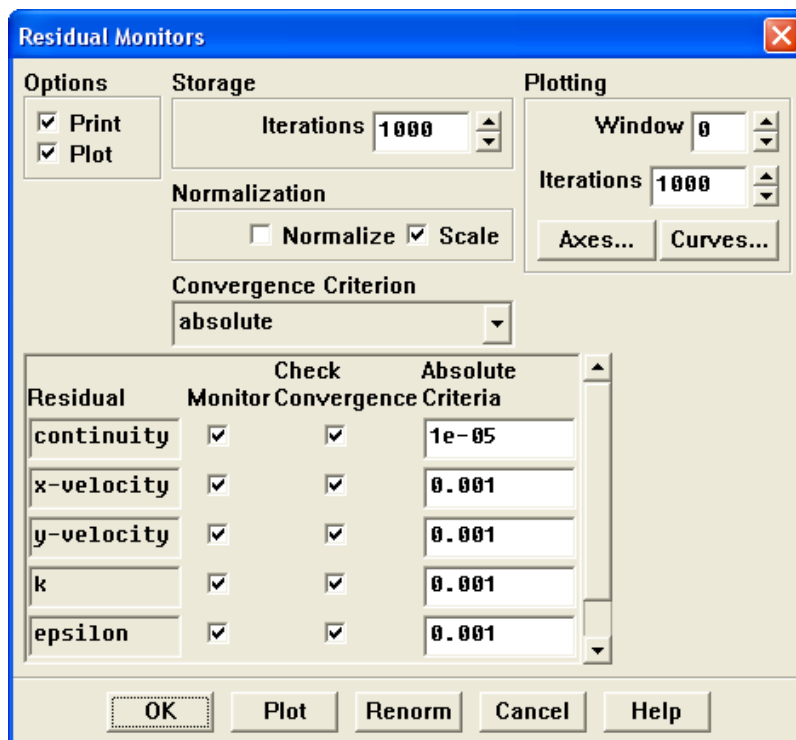 Residual Monitors
Options
Print
Plot
Storage
Iterations 1000
Normalization
Normalize Scale
Convergence Criterion
absolute
Plotting
Window 0
Iterations 1000
Axes... Curves...
Residual Monitor Check Convergence Absolute Criteria
continuity 1e-05
x-velocity 0.001
y-velocity 0.001
k 0.001
epsilon 0.001
OK Plot Renorm Cancel Help